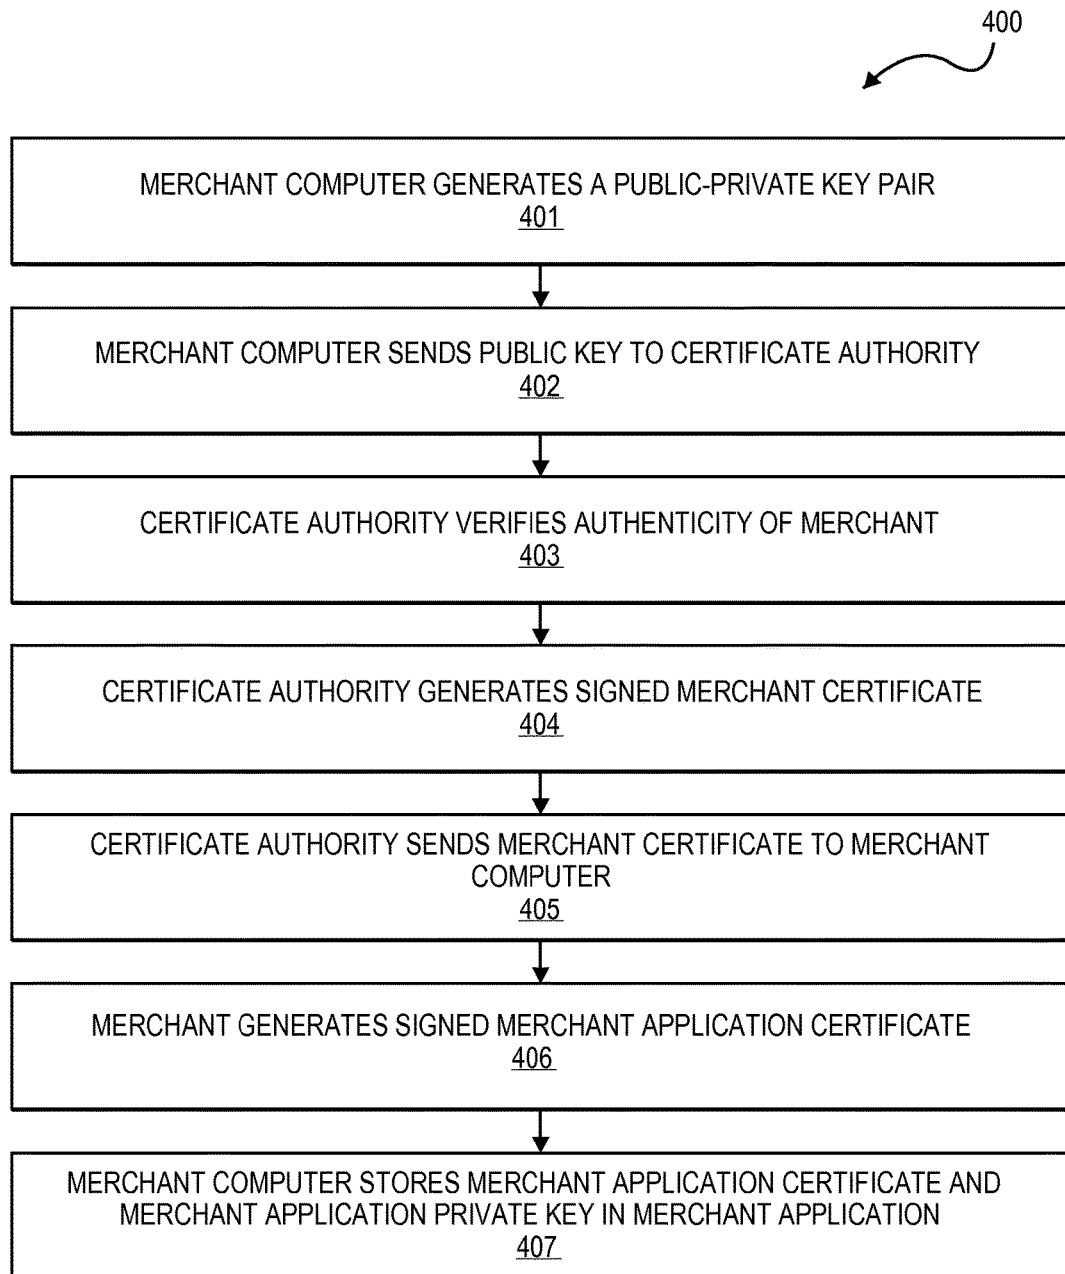 400
MERCHANT COMPUTER GENERATES A PUBLIC-PRIVATE KEY PAIR
401
MERCHANT COMPUTER SENDS PUBLIC KEY TO CERTIFICATE AUTHORITY
402
CERTIFICATE AUTHORITY VERIFIES AUTHENTICITY OF MERCHANT
403
CERTIFICATE AUTHORITY GENERATES SIGNED MERCHANT CERTIFICATE
404
CERTIFICATE AUTHORITY SENDS MERCHANT CERTIFICATE TO MERCHANT
COMPUTER
405
MERCHANT GENERATES SIGNED MERCHANT APPLICATION CERTIFICATE
406
MERCHANT COMPUTER STORES MERCHANT APPLICATION CERTIFICATE AND
MERCHANT APPLICATION PRIVATE KEY IN MERCHANT APPLICATION
407